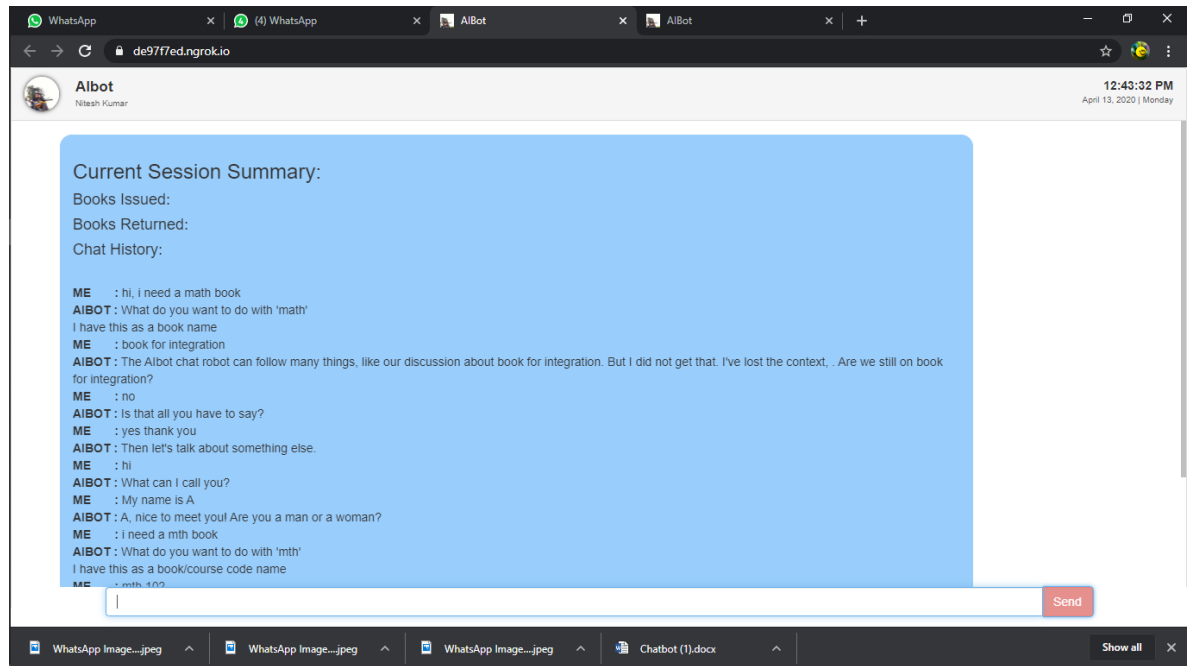 WhatsApp
(4) WhatsApp
AIBot
AIBot
de97f7ed.ngrok.io
AIbot
Nitesh Kumar
12:43:32 PM
April 13, 2020 | Monday
Current Session Summary:
Books Issued:
Books Returned:
Chat History:
ME : hi, i need a math book
AIBOT : What do you want to do with 'math'
I have this as a book name
ME : book for integration
AIBOT : The AIbot chat robot can follow many things, like our discussion about book for integration. But I did not get that. I've lost the context, . Are we still on book
for integration?
ME : no
AIBOT : Is that all you have to say?
ME : yes thank you
AIBOT : Then let's talk about something else.
ME : hi
AIBOT : What can I call you?
ME : My name is A
AIBOT : A, nice to meet you! Are you a man or a woman?
ME : i need a mth book
AIBOT : What do you want to do with 'mth'
I have this as a book/course code name
ME : mth 102
Send
WhatsApp Image....jpeg
WhatsApp Image....jpeg
WhatsApp Image....jpeg
Chatbot (1).docx
Show all